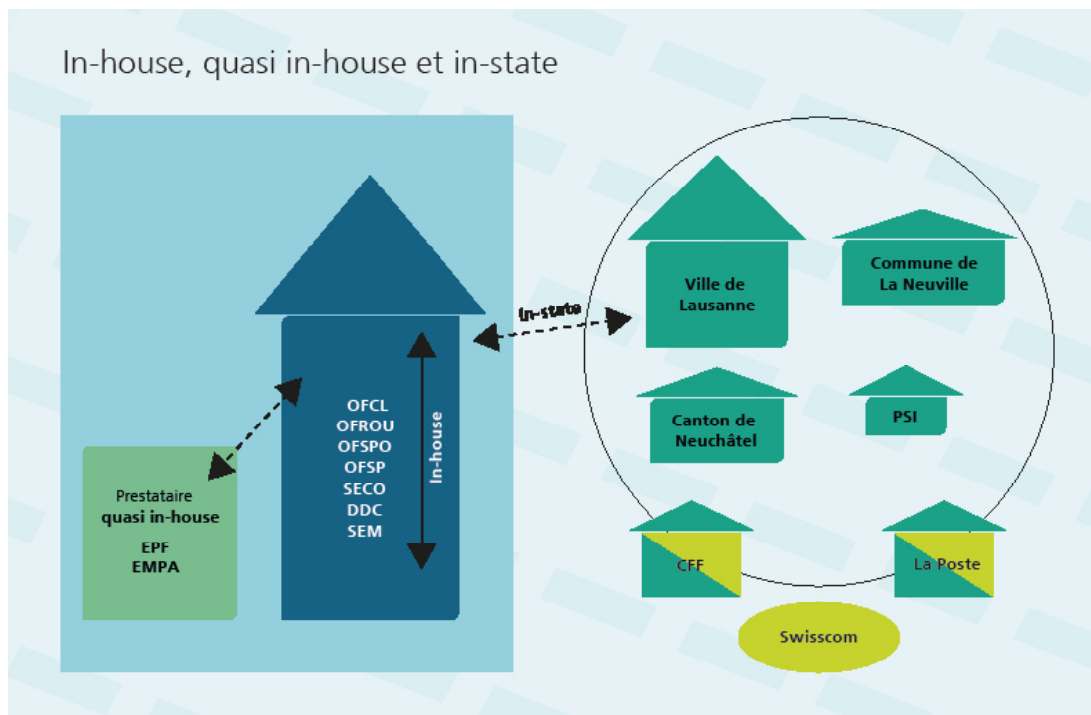 In-house, quasi in-house et in-state
Ville de
Lausanne
Commune de
La Neuville
In-state
OFCL
OFROU
OFSPO
OFSP
SECO
DDC
SEM
In-house
Canton de
Neuchâtel
PSI
Prestataire
quasi in-house
EPF
EMPA
CFF
La Poste
Swisscom